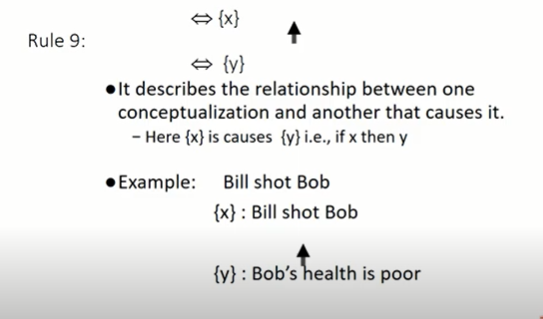 ⇔ {x}
Rule 9:
⇔ {y}
●It describes the relationship between one
conceptualization and another that causes it.
– Here {x} is causes {y} i.e., if x then y
●Example: Bill shot Bob
{x} : Bill shot Bob
{y} : Bob's health is poor